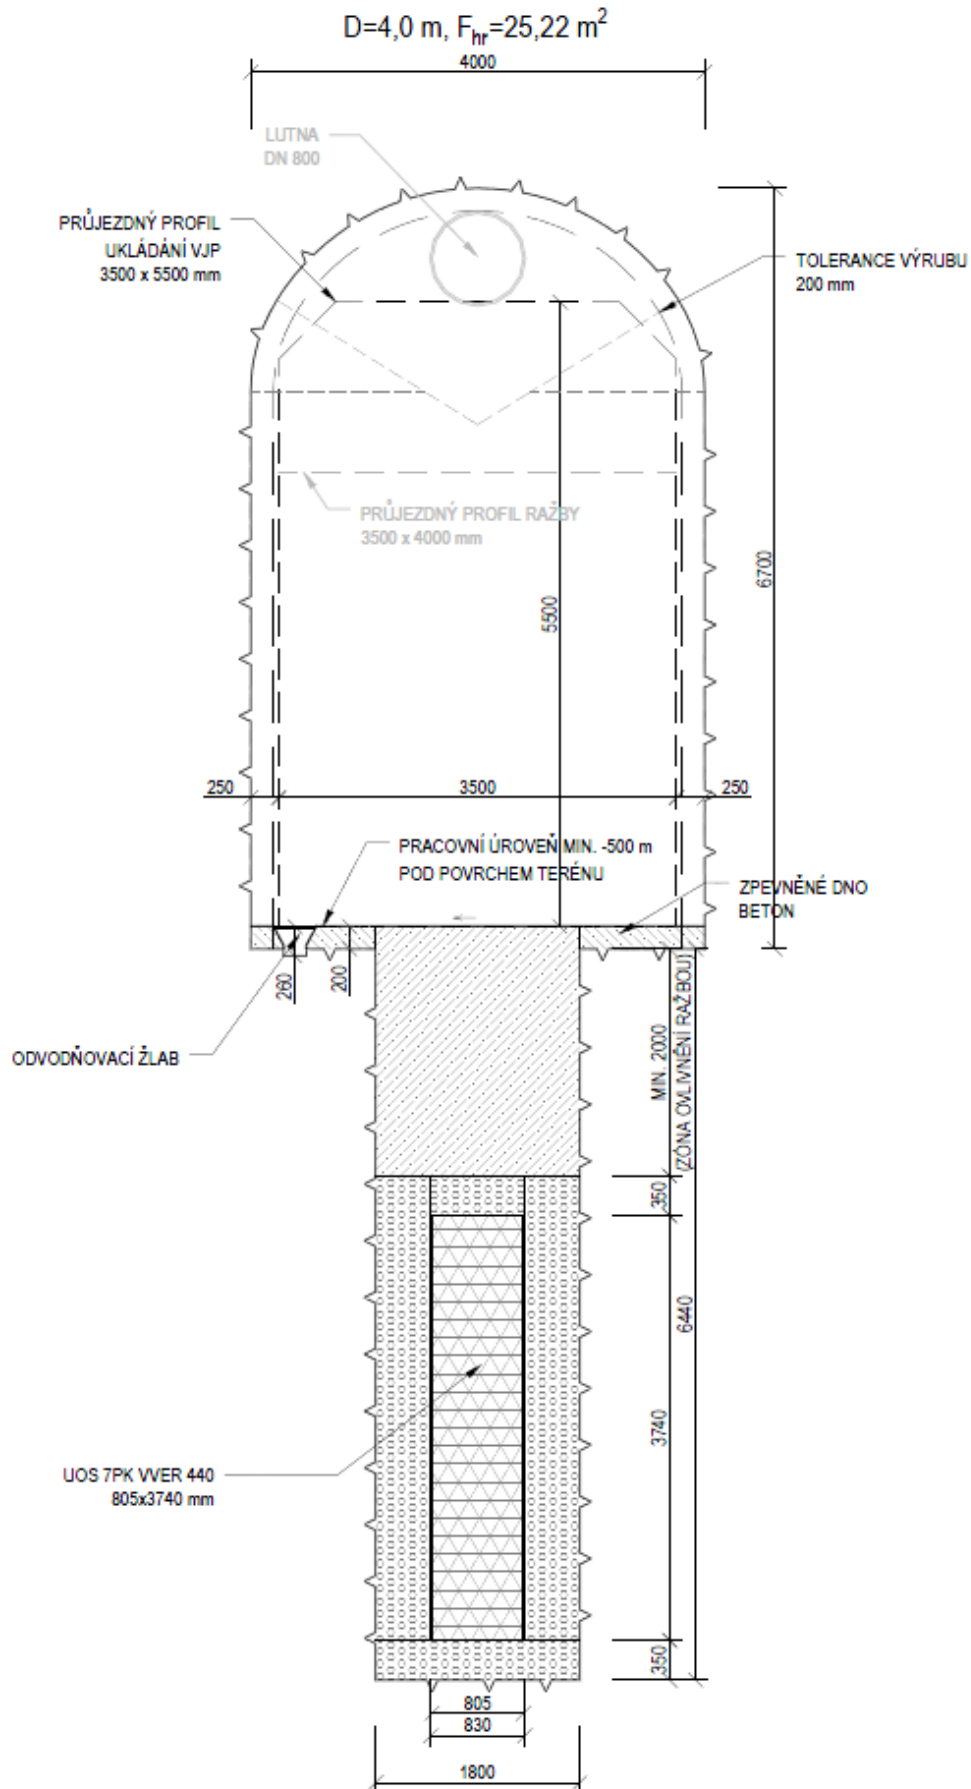 D=4,0 m, Fhr=25,22 m²
4000
LUTNA
DN 800
PRŮJEZDNÝ PROFIL
UKLÁDÁNÍ VJP
3500 x 5500 mm
TOLERANCE VÝRUBU
200 mm
PRŮJEZDNÝ PROFIL RAŽBY
3500 x 4000 mm
6700
5500
250
3500
250
PRACOVNÍ ÚROVEŇ MIN. -500 m
POD POVRCHEM TERÉNU
ZPEVNĚNÉ DNO
BETON
260
200
ODVODŇOVACÍ ŽLAB
MIN. 2000
(ZÓNA OVLIVNĚNÍ RAŽBOU)
350
6440
3740
UOS 7PK VVER 440
805x3740 mm
350
805
830
1800